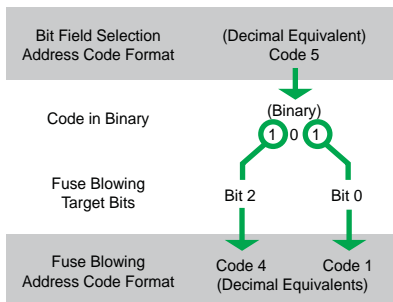 Bit Field Selection
Address Code Format
(Decimal Equivalent)
Code 5
Code in Binary
(Binary)
1 0 1
Fuse Blowing
Target Bits
Bit 2
Bit 0
Fuse Blowing
Address Code Format
Code 4
Code 1
(Decimal Equivalents)